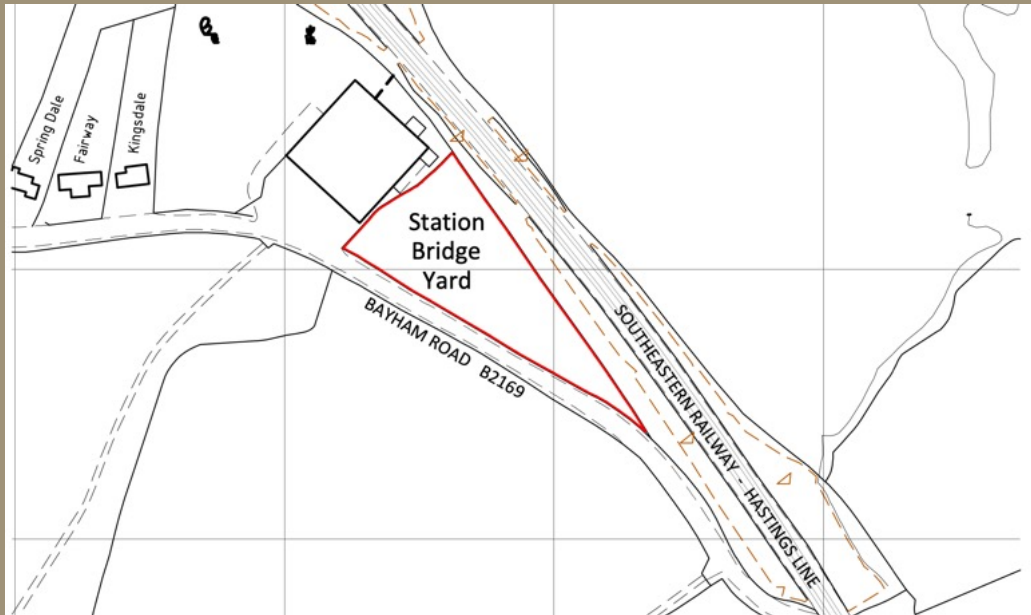 Spring Dale
Fairway
Kingsdale
Station
Bridge
Yard
BAYHAM ROAD B2169
SOUTHEASTERN RAILWAY - HASTINGS LINE